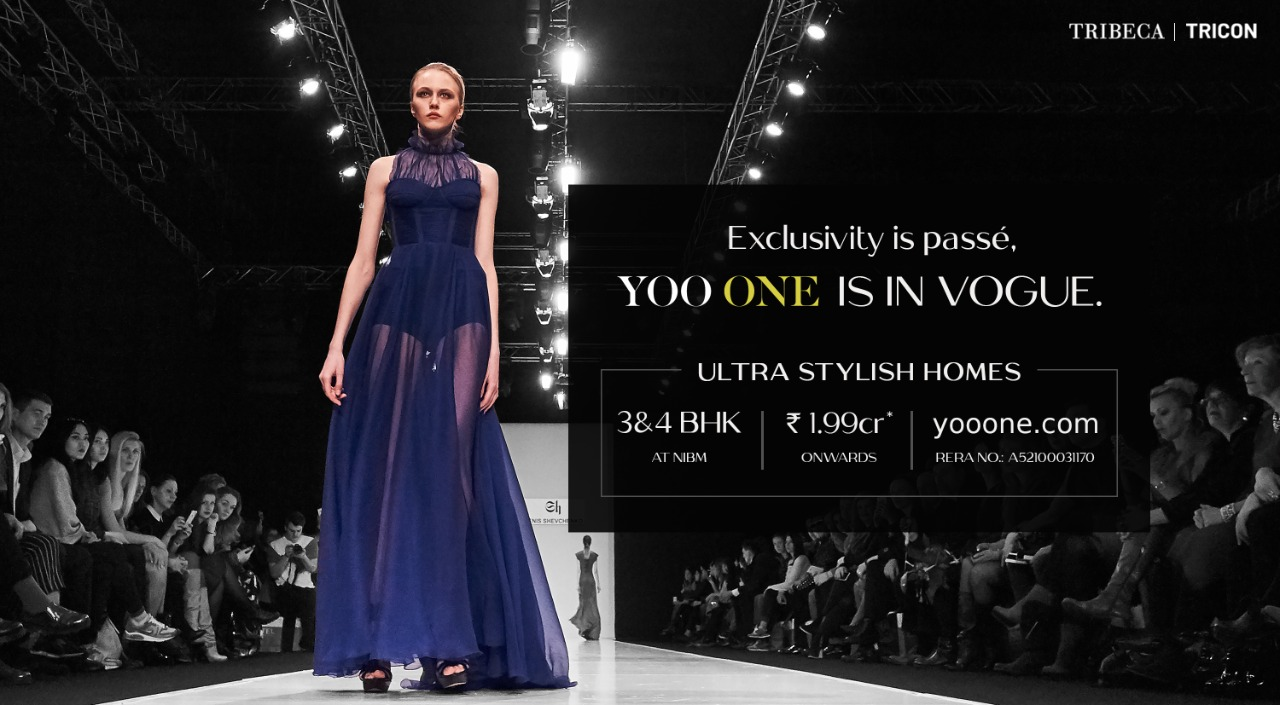 TRIBECA | TRICON
Exclusivity is passé,
YOO ONE IS IN VOGUE.
ULTRA STYLISH HOMES
3&4 BHK
AT NIBM
₹ 1.99cr*
ONWARDS
yooone.com
RERA NO.: A52100031170